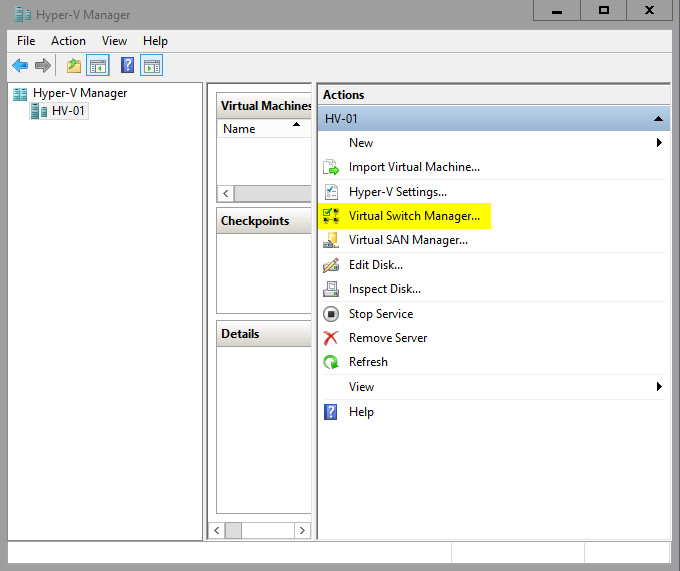 Hyper-V Manager
File Action View Help
Hyper-V Manager
HV-01
Virtual Machines
Name
Checkpoints
Details
Actions
HV-01
New
Import Virtual Machine...
Hyper-V Settings...
Virtual Switch Manager...
Virtual SAN Manager...
Edit Disk...
Inspect Disk...
Stop Service
Remove Server
Refresh
View
Help